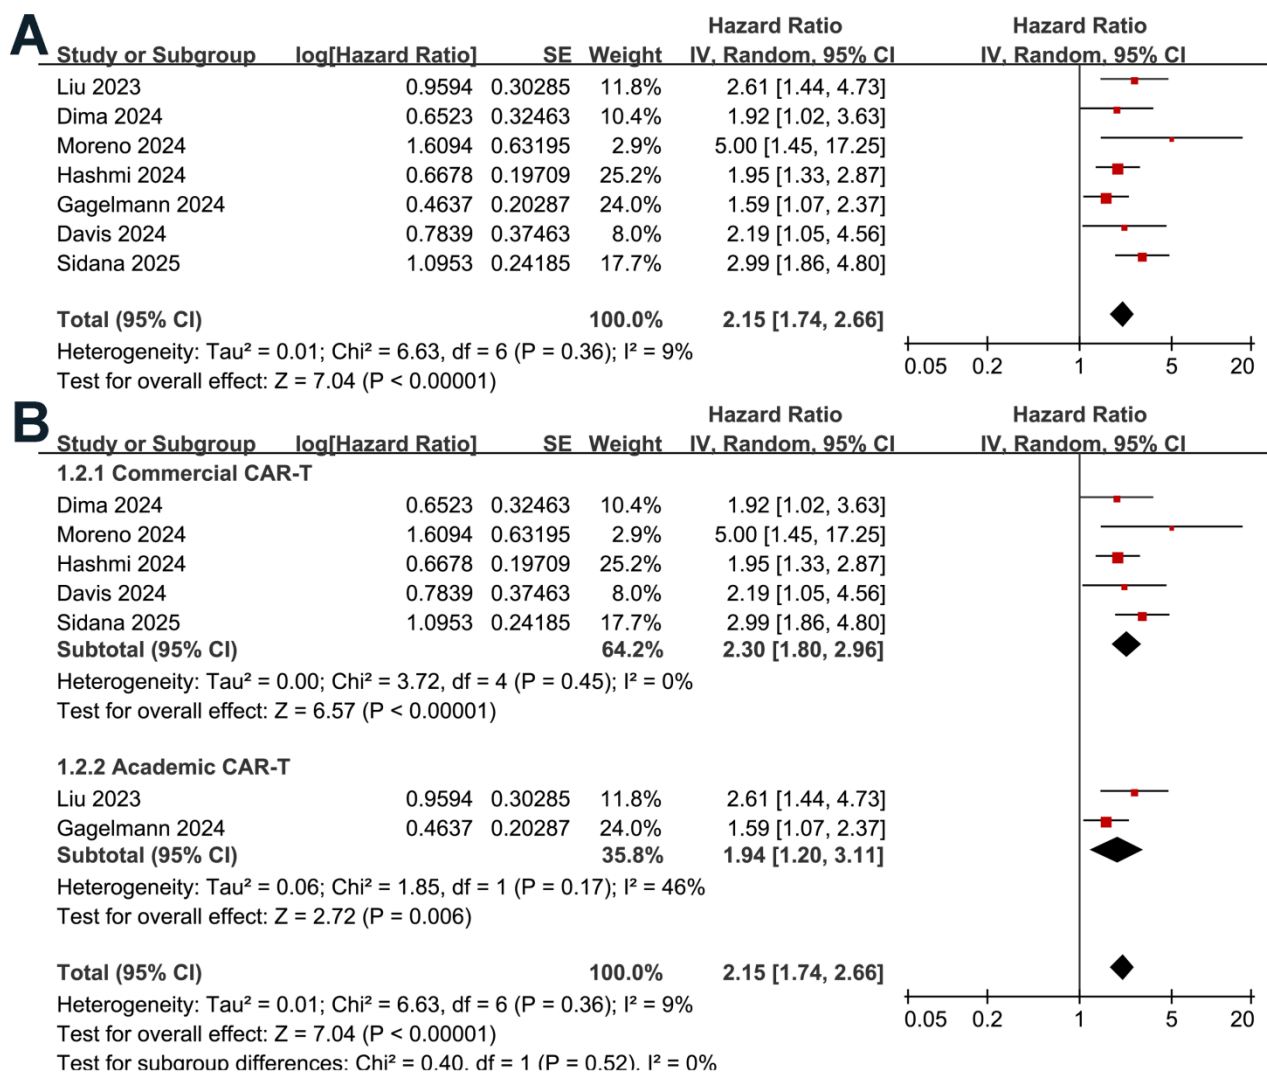 A
Hazard Ratio Hazard Ratio
Study or Subgroup log[Hazard Ratio] SE Weight IV, Random, 95% CI IV, Random, 95% CI
Liu 2023 0.9594 0.30285 11.8% 2.61 [1.44, 4.73]
Dima 2024 0.6523 0.32463 10.4% 1.92 [1.02, 3.63]
Moreno 2024 1.6094 0.63195 2.9% 5.00 [1.45, 17.25]
Hashmi 2024 0.6678 0.19709 25.2% 1.95 [1.33, 2.87]
Gagelmann 2024 0.4637 0.20287 24.0% 1.59 [1.07, 2.37]
Davis 2024 0.7839 0.37463 8.0% 2.19 [1.05, 4.56]
Sidana 2025 1.0953 0.24185 17.7% 2.99 [1.86, 4.80]
Total (95% CI) 100.0% 2.15 [1.74, 2.66]
Heterogeneity: Tau² = 0.01; Chi² = 6.63, df = 6 (P = 0.36); I² = 9%
Test for overall effect: Z = 7.04 (P < 0.00001)
0.05 0.2 1 5 20
B
Hazard Ratio Hazard Ratio
Study or Subgroup log[Hazard Ratio] SE Weight IV, Random, 95% CI IV, Random, 95% CI
1.2.1 Commercial CAR-T
Dima 2024 0.6523 0.32463 10.4% 1.92 [1.02, 3.63]
Moreno 2024 1.6094 0.63195 2.9% 5.00 [1.45, 17.25]
Hashmi 2024 0.6678 0.19709 25.2% 1.95 [1.33, 2.87]
Davis 2024 0.7839 0.37463 8.0% 2.19 [1.05, 4.56]
Sidana 2025 1.0953 0.24185 17.7% 2.99 [1.86, 4.80]
Subtotal (95% CI) 64.2% 2.30 [1.80, 2.96]
Heterogeneity: Tau² = 0.00; Chi² = 3.72, df = 4 (P = 0.45); I² = 0%
Test for overall effect: Z = 6.57 (P < 0.00001)
1.2.2 Academic CAR-T
Liu 2023 0.9594 0.30285 11.8% 2.61 [1.44, 4.73]
Gagelmann 2024 0.4637 0.20287 24.0% 1.59 [1.07, 2.37]
Subtotal (95% CI) 35.8% 1.94 [1.20, 3.11]
Heterogeneity: Tau² = 0.06; Chi² = 1.85, df = 1 (P = 0.17); I² = 46%
Test for overall effect: Z = 2.72 (P = 0.006)
Total (95% CI) 100.0% 2.15 [1.74, 2.66]
Heterogeneity: Tau² = 0.01; Chi² = 6.63, df = 6 (P = 0.36); I² = 9%
Test for overall effect: Z = 7.04 (P < 0.00001)
0.05 0.2 1 5 20
Test for subgroup differences: Chi² = 0.40, df = 1 (P = 0.52), I² = 0%